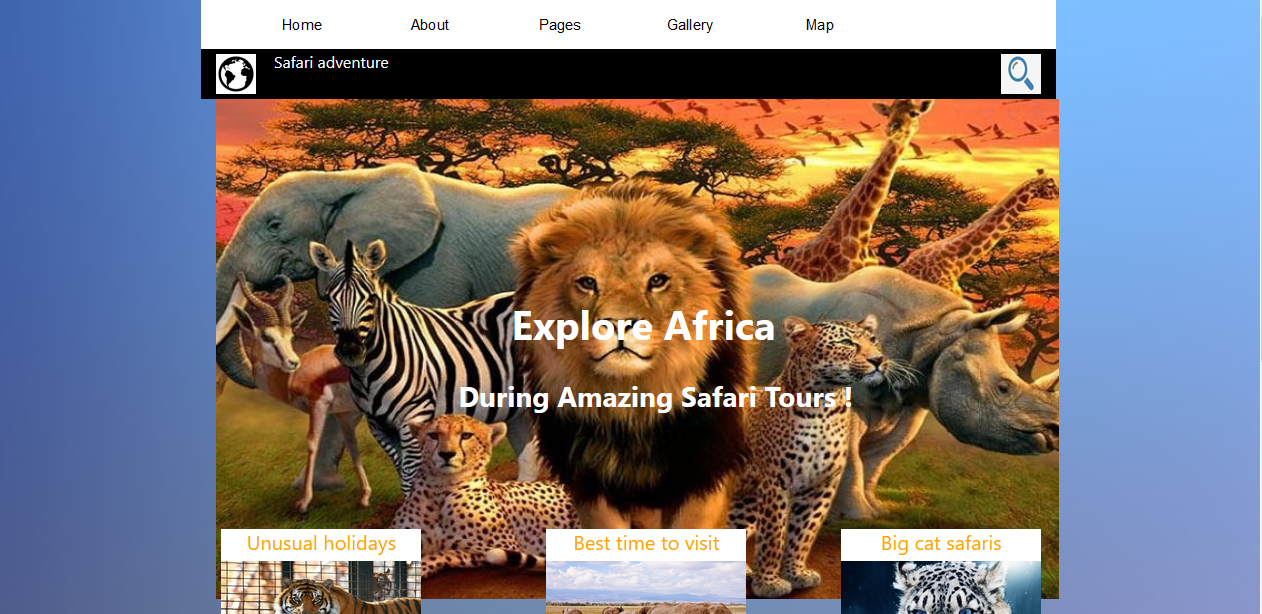 Home About Pages Gallery Map
Safari adventure
Explore Africa
During Amazing Safari Tours !
Unusual holidays Best time to visit Big cat safaris